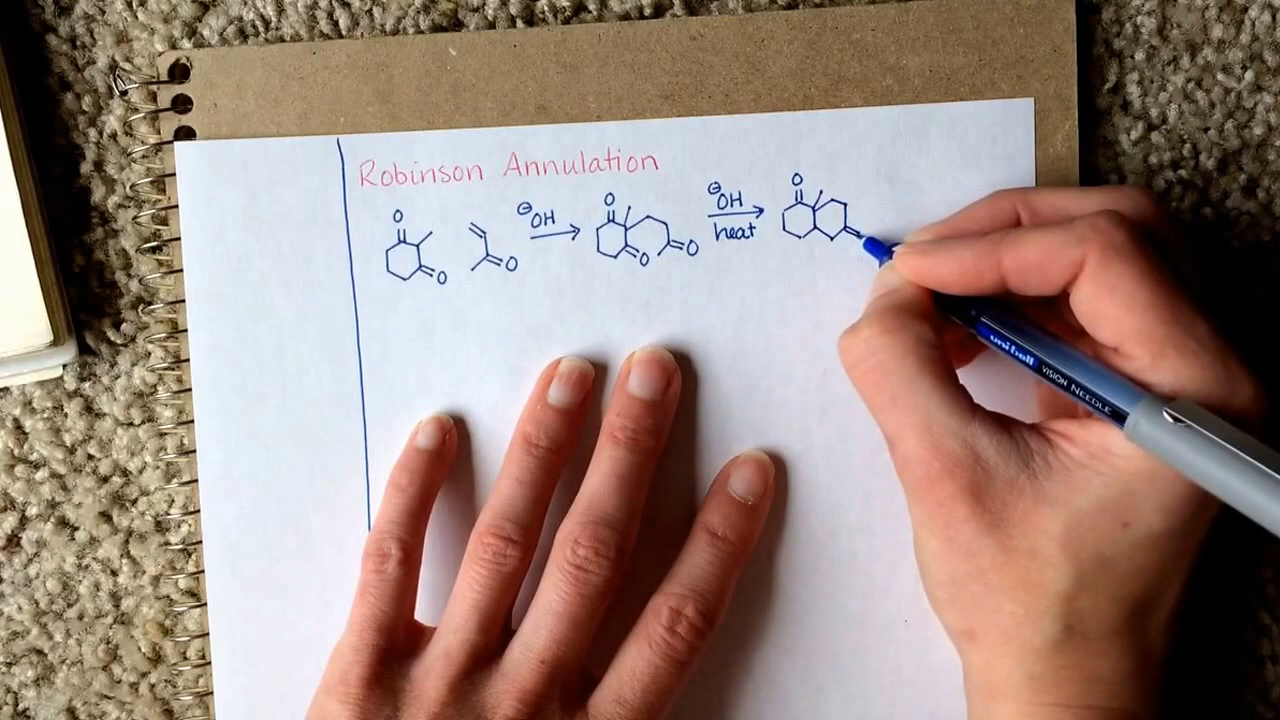 Robinson Annulation
O O O ⊖OH O O O ⊖OH heat O
uni-ball VISION NEEDLE